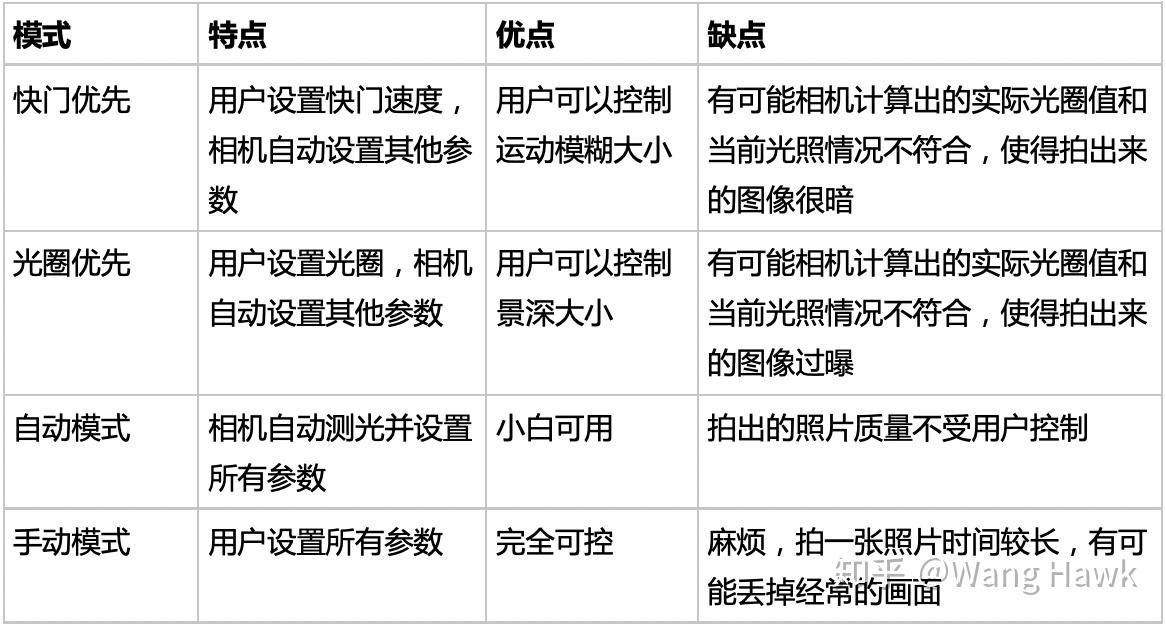 模式 特点 优点 缺点
快门优先 用户设置快门速度，用户可以控制 有可能相机计算出的实际光圈值和
相机自动设置其他参 运动模糊大小 当前光照情况不符合，使得拍出来
数 的图像很暗
光圈优先 用户设置光圈，相机 用户可以控制 有可能相机计算出的实际光圈值和
自动设置其他参数 景深大小 当前光照情况不符合，使得拍出来
的图像过曝
自动模式 相机自动测光并设置 小白可用 拍出的照片质量不受用户控制
所有参数
手动模式 用户设置所有参数 完全可控 麻烦，拍一张照片时间较长，有可
能丢掉经常的画面
知乎 @Wang Hawk